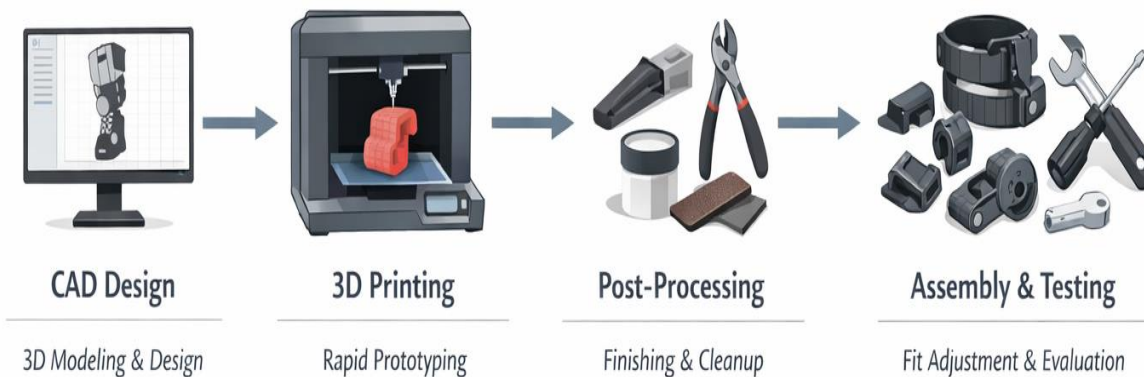 CAD Design
3D Modeling & Design
3D Printing
Rapid Prototyping
Post-Processing
Finishing & Cleanup
Assembly & Testing
Fit Adjustment & Evaluation